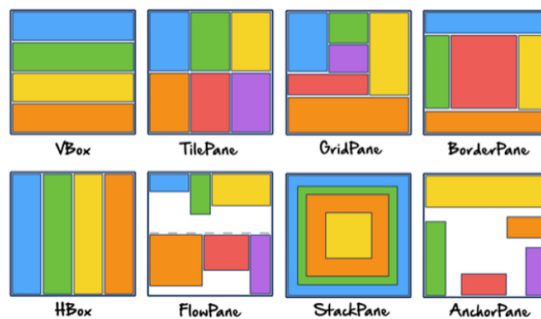 VBox
TilePane
GridPane
BorderPane
HBox
FlowPane
StackPane
AnchorPane